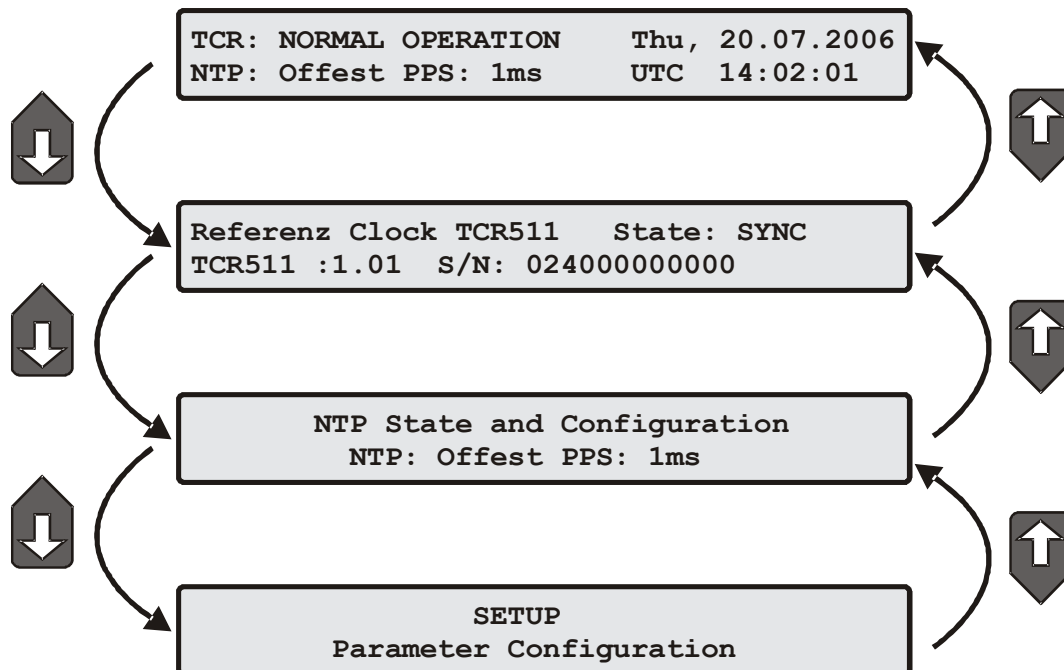 TCR: NORMAL OPERATION Thu, 20.07.2006
NTP: Offest PPS: 1ms UTC 14:02:01
Referenz Clock TCR511 State: SYNC
TCR511 :1.01 S/N: 024000000000
NTP State and Configuration
NTP: Offest PPS: 1ms
SETUP
Parameter Configuration